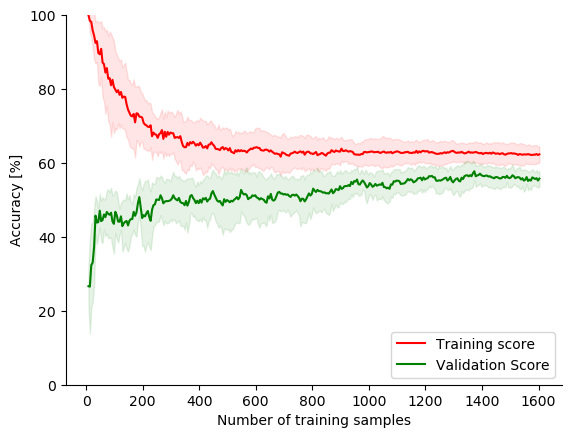 100
80
60
40
20
0
Accuracy [%]
0 200 400 600 800 1000 1200 1400 1600
Number of training samples
Training score
Validation Score